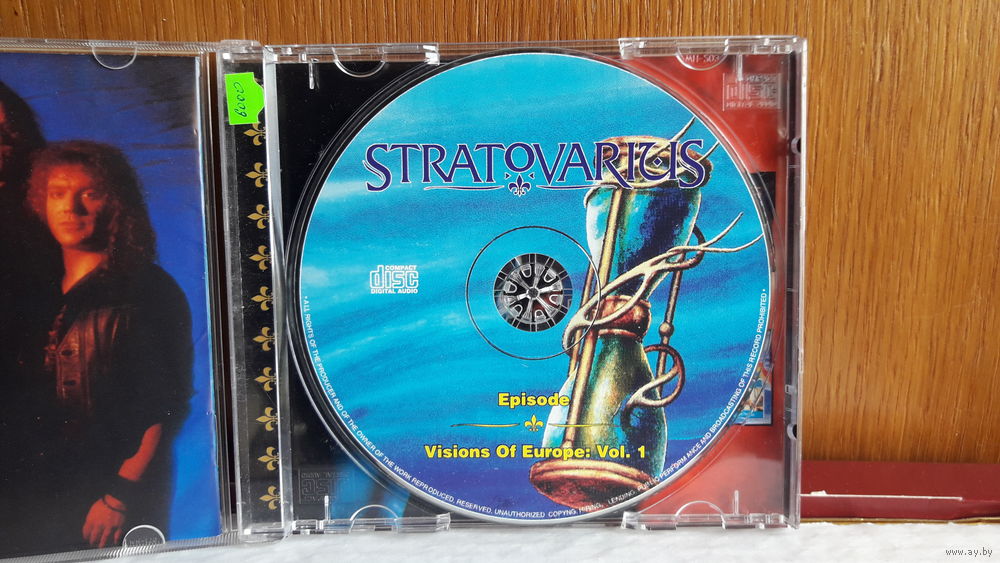 6000
STRATOVARIUS
COMPACT
disc
DIGITAL AUDIO
Episode
Visions Of Europe: Vol. 1
• ALL RIGHTS OF THE PRODUCER AND OF THE OWNER OF THE WORK REPRODUCED, RESERVED. UNAUTHORIZED COPYNG, HIRING, LENDING, PUBLIC PERFORMANCE AND BROADCASTING OF THIS RECORD PROHIBITED •
www.ay.by